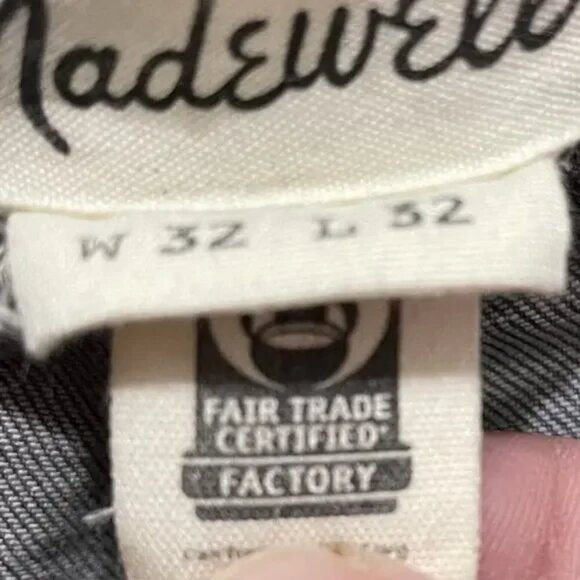 Madewell
W 32 L 32
FAIR TRADE
CERTIFIED
FACTORY